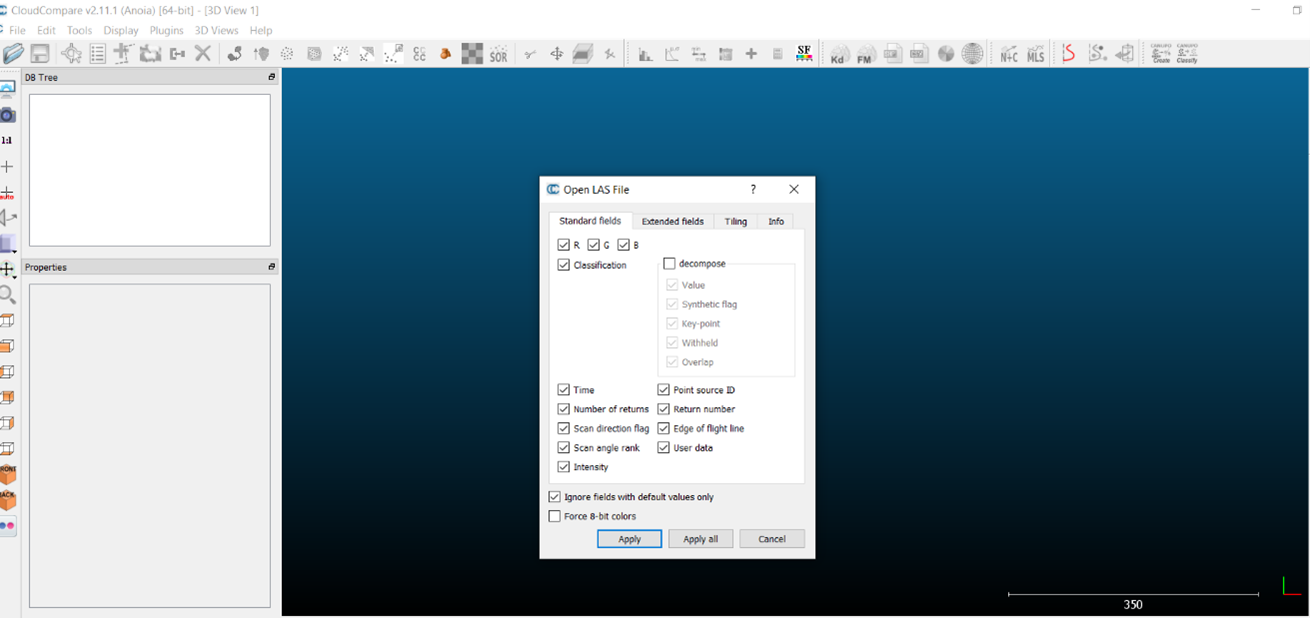 CloudCompare v2.11.1 (Anoia) [64-bit] - [3D View 1]
File Edit Tools Display Plugins 3D Views Help
SOR SF Kd FM N+C MLS CANUPO Create CANUPO Classify
DB Tree
1:1
auto
Properties
FRONT
BACK
Open LAS File ?
Standard fields Extended fields Tiling Info
R G B
Classification decompose
Value
Synthetic flag
Key-point
Withheld
Overlap
Time Point source ID
Number of returns Return number
Scan direction flag Edge of flight line
Scan angle rank User data
Intensity
Ignore fields with default values only
Force 8-bit colors
Apply Apply all Cancel
350